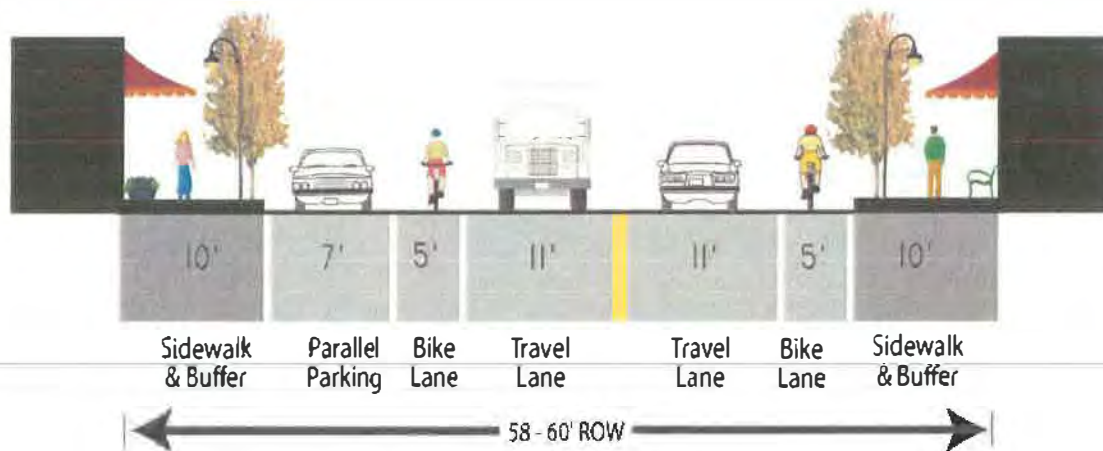 10' 7' 5' 11' 11' 5' 10'
Sidewalk & Buffer
Parallel Parking
Bike Lane
Travel Lane
Travel Lane
Bike Lane
Sidewalk & Buffer
58 - 60' ROW